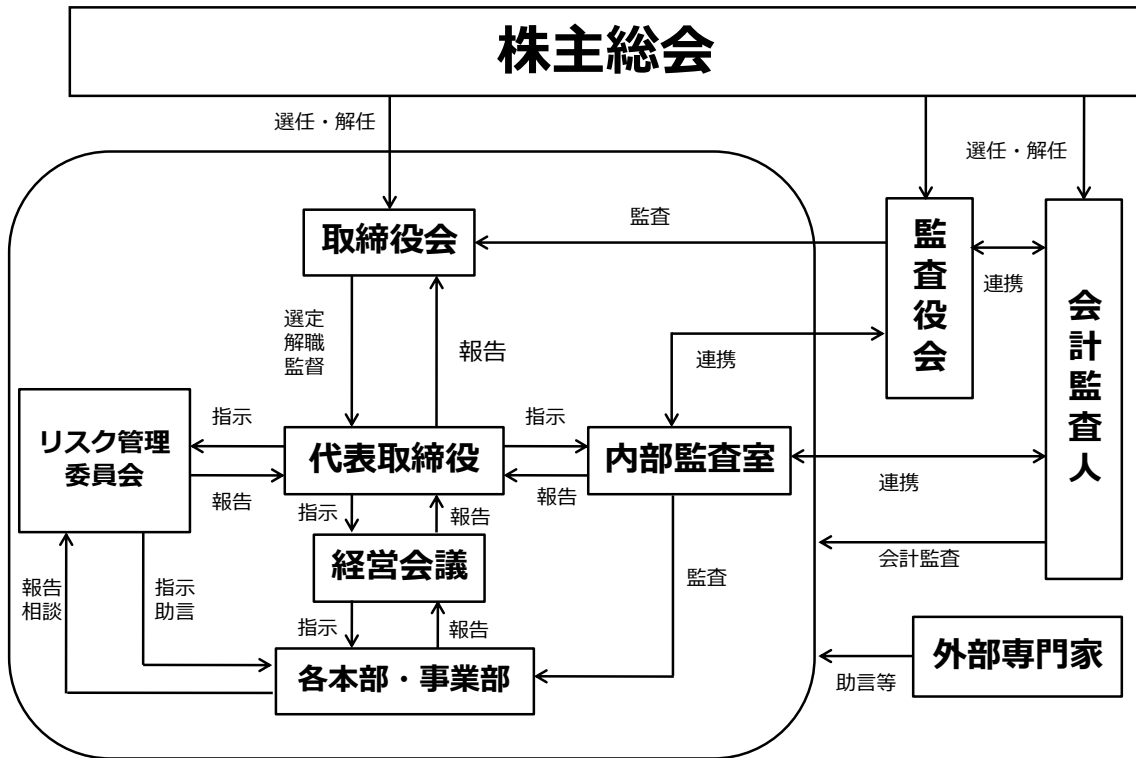 株主総会
選任・解任
選任・解任
取締役会
監査
監査役会
連携
会計監査人
選定
解職
監督
報告
連携
リスク管理
委員会
指示
報告
代表取締役
指示
報告
内部監査室
連携
指示
報告
経営会議
会計監査
報告
相談
指示
助言
監査
指示
報告
各本部・事業部
外部専門家
助言等